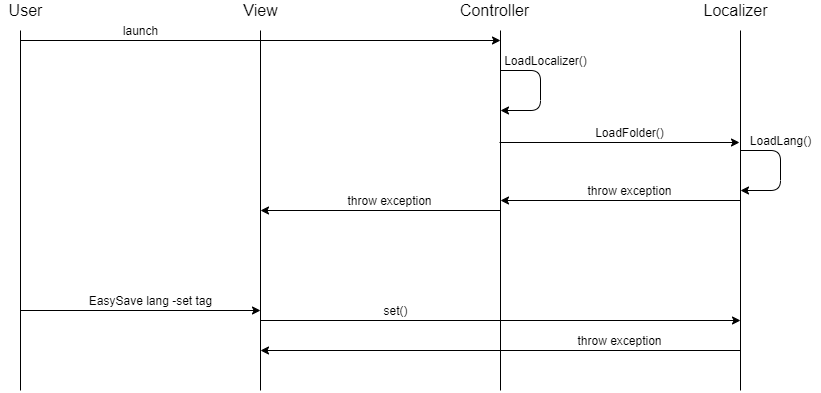 User
View
Controller
Localizer
launch
LoadLocalizer()
LoadFolder()
LoadLang()
throw exception
throw exception
EasySave lang -set tag
set()
throw exception